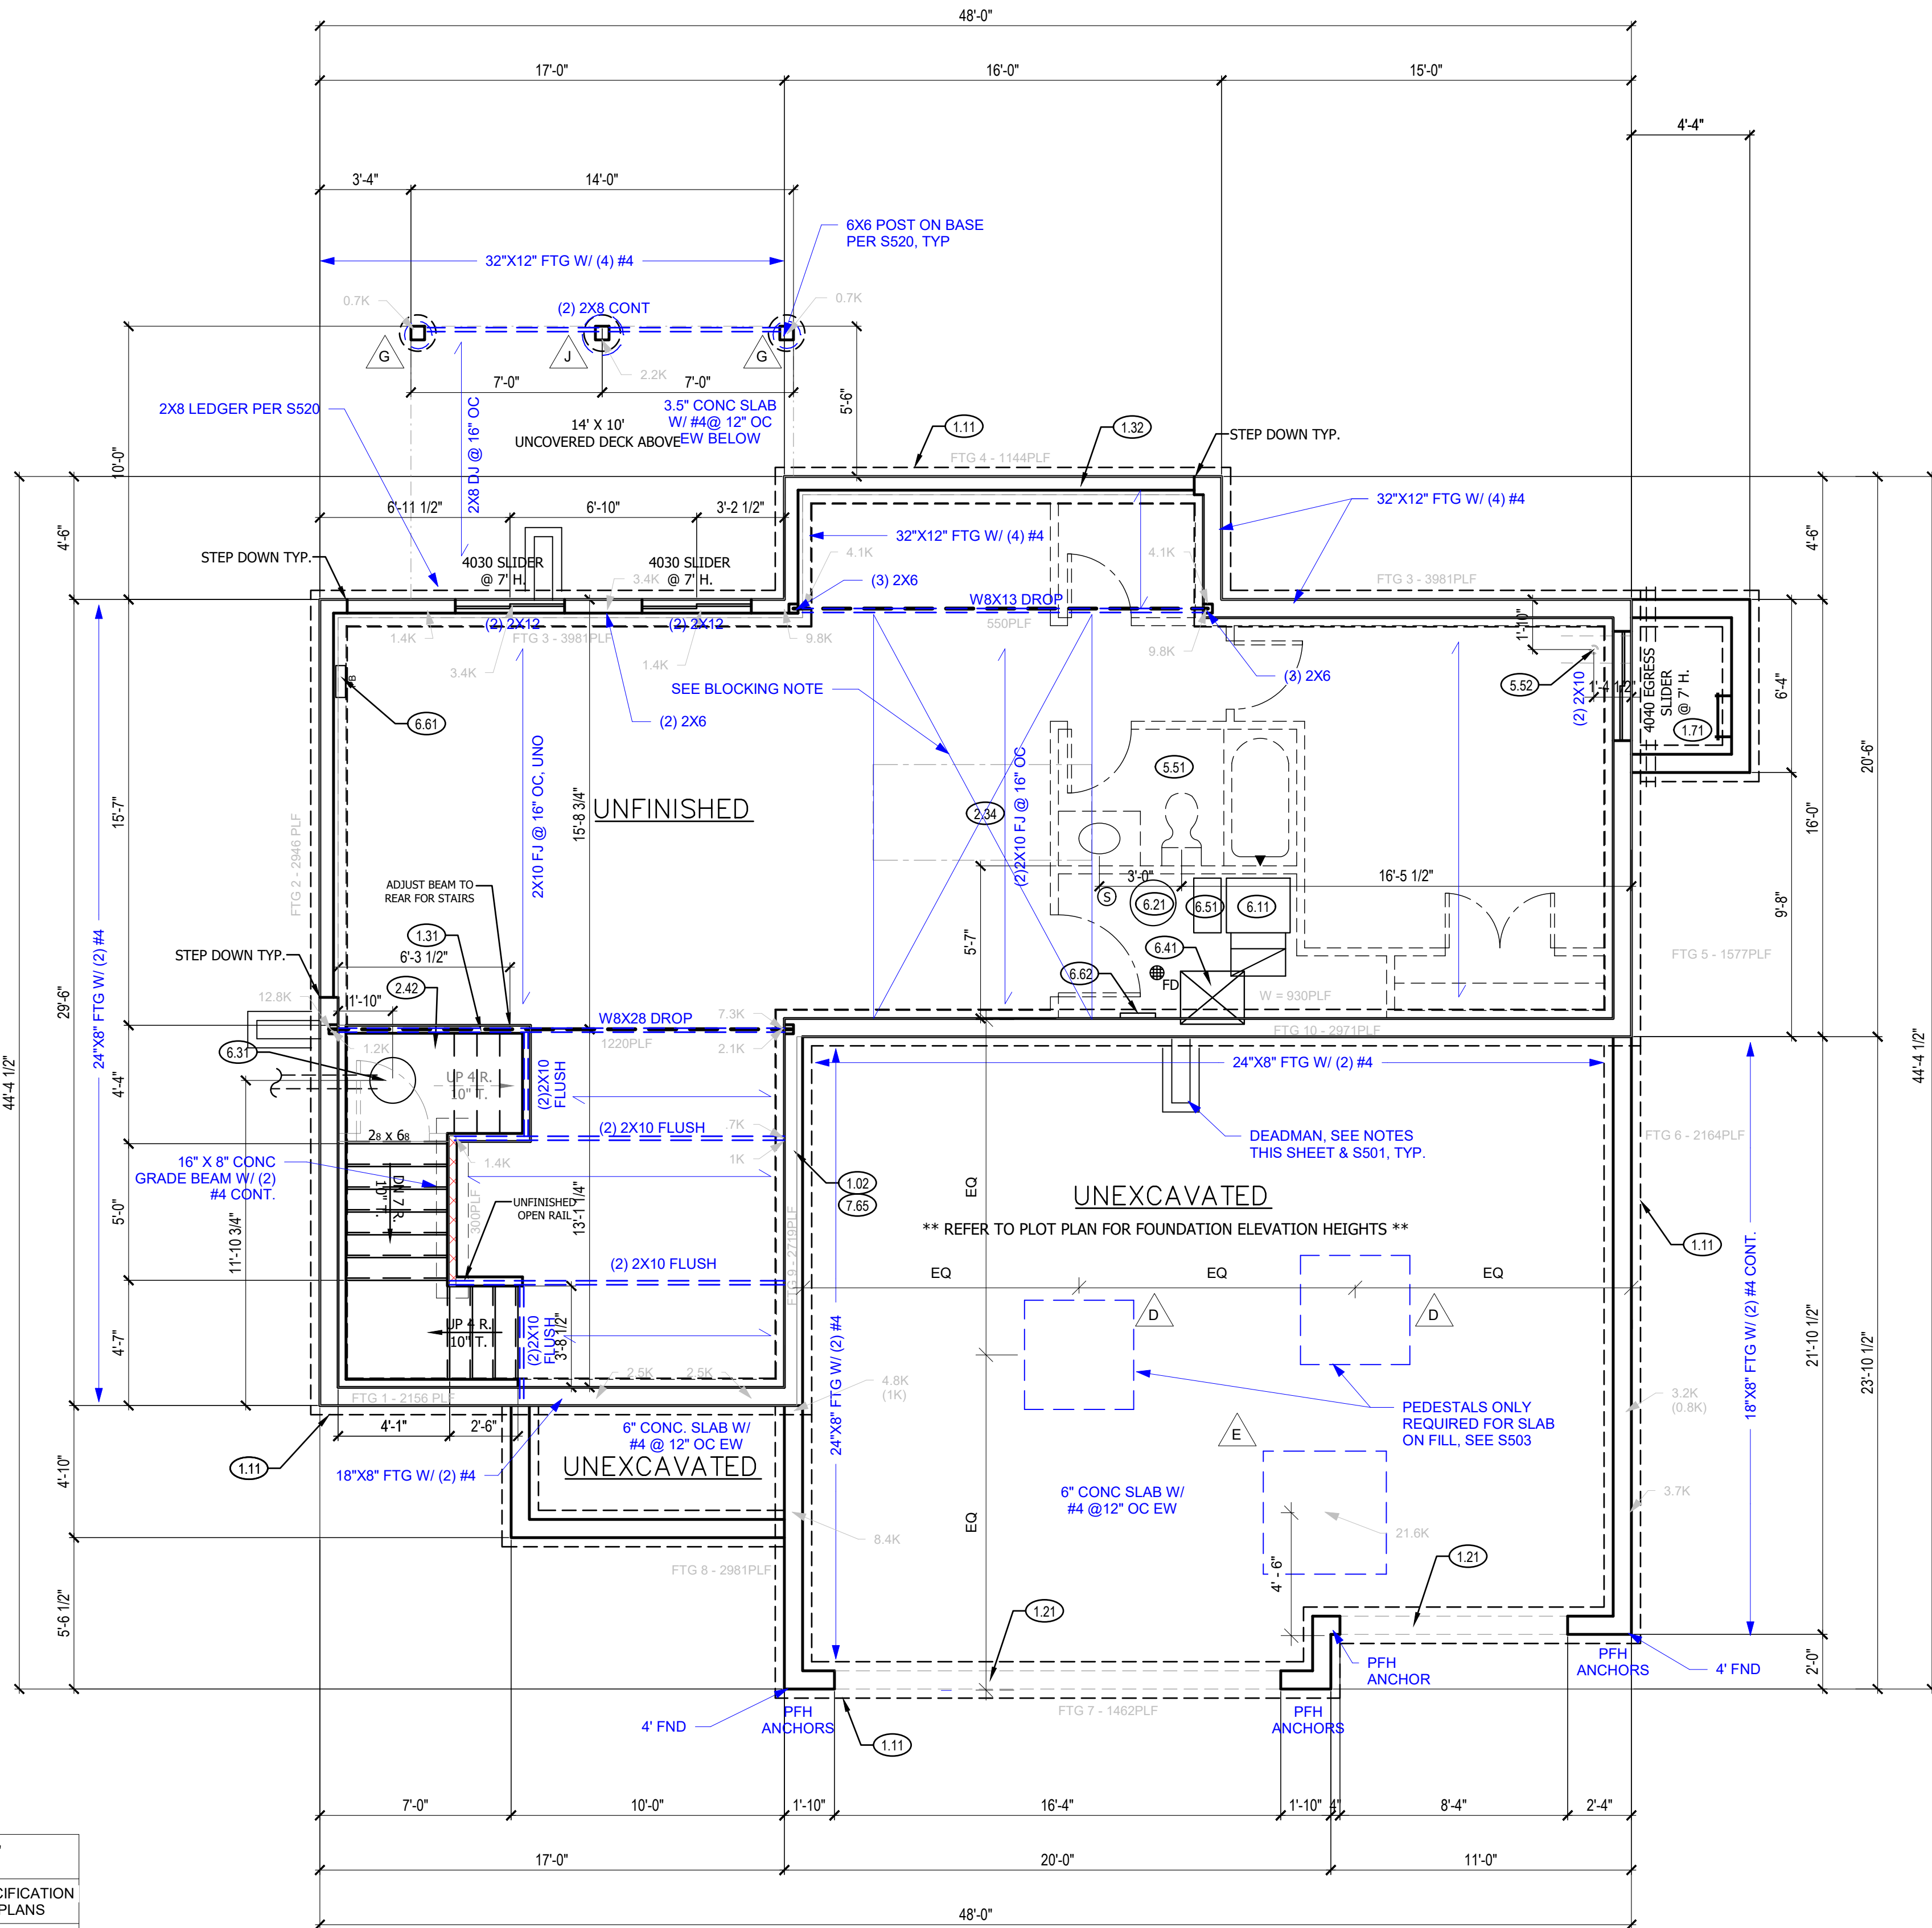 48'-0"
17'-0"
16'-0"
15'-0"
4'-4"
3'-4"
14'-0"
6X6 POST ON BASE
PER S520, TYP
32"X12" FTG W/ (4) #4
0.7K
(2) 2X8 CONT
0.7K
G
J
G
2.2K
7'-0"
7'-0"
5'-6"
10'-0"
2X8 LEDGER PER S520
2X8 DJ @ 16" OC
14' X 10'
UNCOVERED DECK ABOVE
3.5" CONC SLAB
W/ #4@ 12" OC
EW BELOW
1.11
1.32
STEP DOWN TYP.
FTG 4 - 1144PLF
6'-11 1/2"
6'-10"
3'-2 1/2"
32"X12" FTG W/ (4) #4
32"X12" FTG W/ (4) #4
4'-6"
4'-6"
STEP DOWN TYP.
4030 SLIDER
@ 7' H.
4030 SLIDER
@ 7' H.
3.4K
4.1K
4.1K
(3) 2X6
FTG 3 - 3981PLF
W8X13 DROP
550PLF
(2) 2X12
(2) 2X12
FTG 3 - 3981PLF
1.4K
3.4K
1.4K
9.8K
9.8K
1'-10"
(3) 2X6
SEE BLOCKING NOTE
(2) 2X6
6.61
5.52
1'-4 1/2"
(2) 2X10
4040 EGRESS
SLIDER
@ 7' H.
1.71
6'-4"
20'-6"
16'-0"
9'-8"
24"X8" FTG W/ (2) #4
15'-7"
29'-6"
44'-4 1/2"
44'-4 1/2"
FTG 2 - 2946 PLF
2X10 FJ @ 16" OC, UNO
15'-8 3/4"
UNFINISHED
2.34
(2)2X10 FJ @ 16" OC
5.51
3'-0"
16'-5 1/2"
S
6.21
6.51
6.11
6.41
6.62
FD
5'-7"
W = 930PLF
FTG 5 - 1577PLF
FTG 10 - 2971PLF
ADJUST BEAM TO
REAR FOR STAIRS
1.31
6'-3 1/2"
STEP DOWN TYP.
2.42
12.8K
1'-10"
W8X28 DROP
1220PLF
7.3K
2.1K
1.2K
6.31
UP 4 R.
10" T.
(2)2X10
FLUSH
4'-4"
28 X 68
(2) 2X10 FLUSH
.7K
1K
1.4K
16" X 8" CONC
GRADE BEAM W/ (2)
#4 CONT.
DN 7 R.
10" T.
300PLF
UNFINISHED
OPEN RAIL
13'-1 1/4"
5'-0"
11'-10 3/4"
(2) 2X10 FLUSH
1.02
7.65
FTG 9 - 2719PLF
24"X8" FTG W/ (2) #4
DEADMAN, SEE NOTES
THIS SHEET & S501, TYP.
FTG 6 - 2164PLF
EQ
UNEXCAVATED
** REFER TO PLOT PLAN FOR FOUNDATION ELEVATION HEIGHTS **
1.11
EQ
EQ
EQ
D
D
4'-7"
UP 4 R.
10" T.
(2)2X10
FLUSH
3'-8 1/2"
2.5K
2.5K
FTG 1 - 2156 PLF
4'-1"
2'-6"
4.8K
(1K)
24"X8" FTG W/ (2) #4
PEDESTALS ONLY
REQUIRED FOR SLAB
ON FILL, SEE S503
3.2K
(0.8K)
18"X8" FTG W/ (2) #4 CONT.
21'-10 1/2"
23'-10 1/2"
6" CONC. SLAB W/
#4 @ 12" OC EW
E
1.11
18"X8" FTG W/ (2) #4
UNEXCAVATED
4'-10"
6" CONC SLAB W/
#4 @12" OC EW
3.7K
EQ
21.6K
8.4K
4' - 6"
1.21
FTG 8 - 2981PLF
5'-6 1/2"
1.21
PFH
ANCHOR
PFH
ANCHORS
4' FND
2'-0"
4' FND
PFH
ANCHORS
FTG 7 - 1462PLF
PFH
ANCHORS
1.11
7'-0"
10'-0"
1'-10"
16'-4"
1'-10"
4"
8'-4"
2'-4"
17'-0"
20'-0"
11'-0"
CIFICATION
PLANS
48'-0"